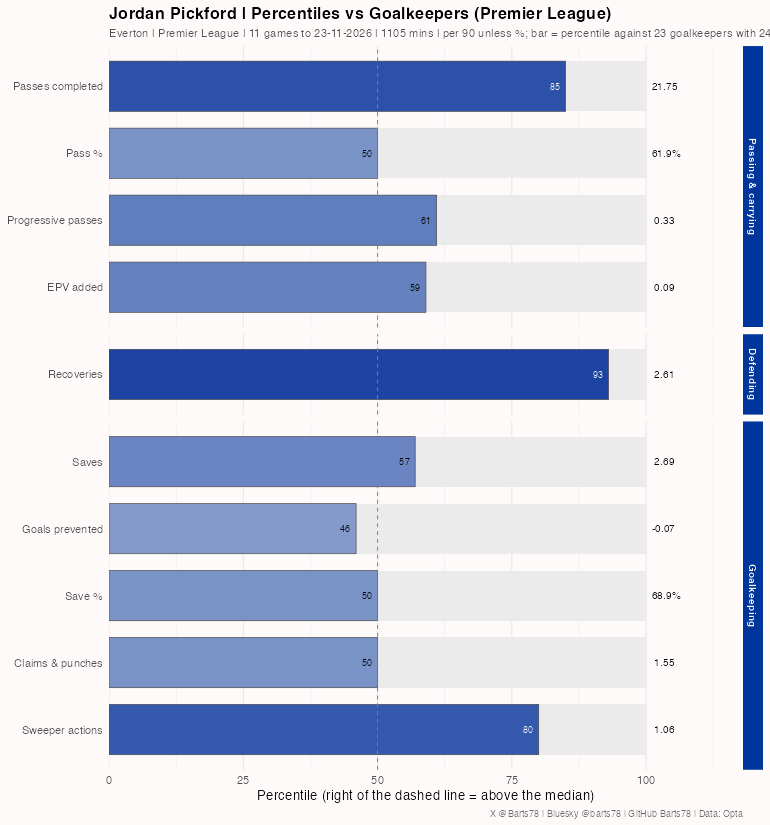 Jordan Pickford | Percentiles vs Goalkeepers (Premier League)
Everton | Premier League | 11 games to 23-11-2026 | 1105 mins | per 90 unless %; bar = percentile against 23 goalkeepers with 24
Passes completed 85 21.75
Pass % 50 61.9%
Progressive passes 61 0.33
EPV added 59 0.09
Passing & carrying
Recoveries 93 2.61
Defending
Saves 57 2.69
Goals prevented 46 -0.07
Save % 50 68.9%
Claims & punches 50 1.55
Sweeper actions 80 1.06
Goalkeeping
0 25 50 75 100
Percentile (right of the dashed line = above the median)
X @Barts78 | Bluesky @barts78 | GitHub Barts78 | Data: Opta